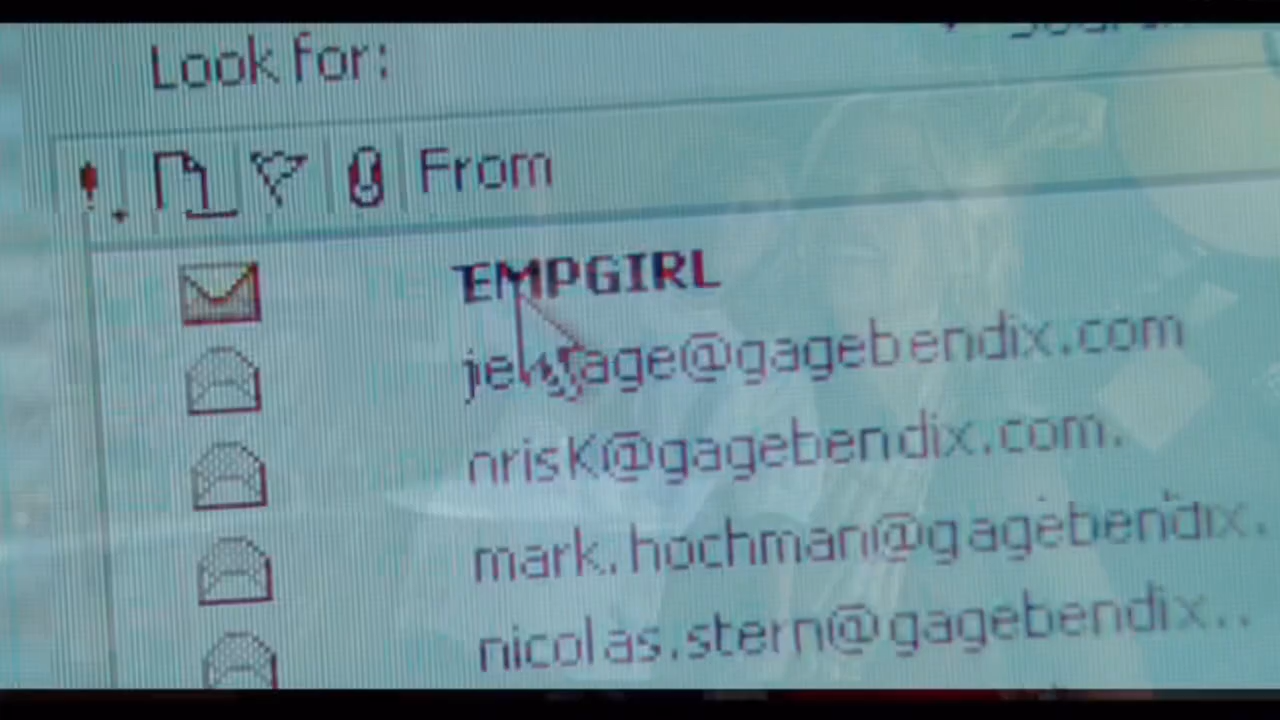 Look for:
From
EMPGIRL
nrisk@gagebendix.com.
mark.hochman@gagebendix.
nicolas.stern@gagebendix..